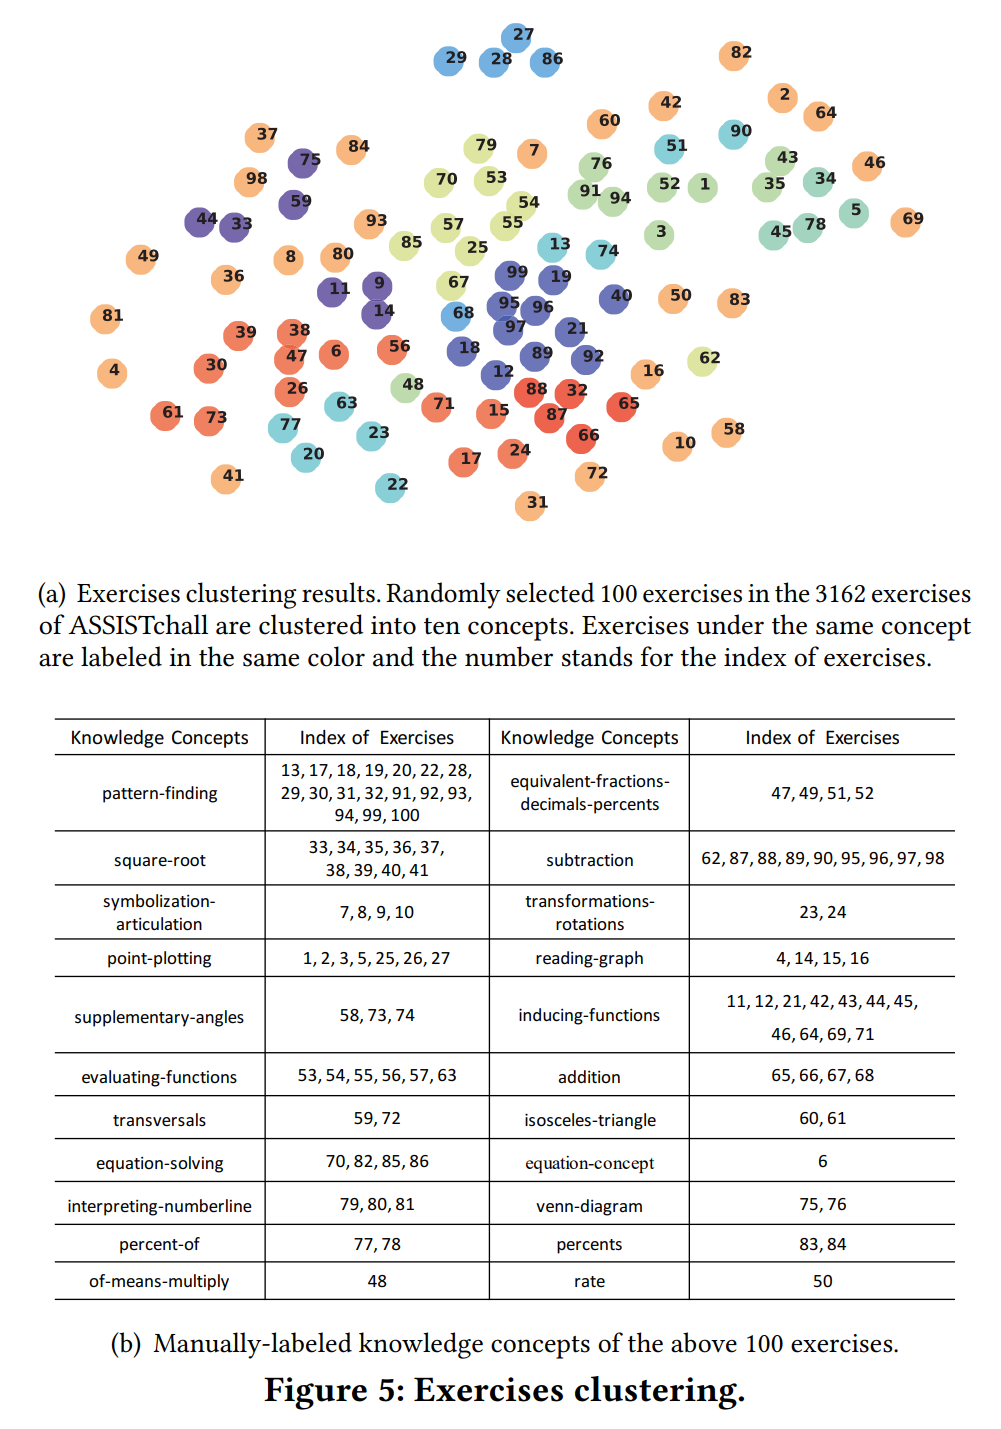 27
29 28 86
82
2
42
64
60
90
37
84
75
79
7
51
76
43
46
98
70
53
52 1
35
34
59
91
94
54
44 33
93
57
55
5
69
45 78
3
85
25
13
74
49
8 80
36
99 19
11 9
67
40
50
83
81
14
68
95 96
39 38
97
21
47 6
56
18
89 92
62
30
4
12
16
26
48
88 32
63
71
15
65
61 73
87
77
23
66
10
58
20
17
24
41
22
72
31
(a) Exercises clustering results. Randomly selected 100 exercises in the 3162 exercises
of ASSISTchall are clustered into ten concepts. Exercises under the same concept
are labeled in the same color and the number stands for the index of exercises.
Knowledge Concepts Index of Exercises Knowledge Concepts Index of Exercises
pattern-finding
13, 17, 18, 19, 20, 22, 28,
29, 30, 31, 32, 91, 92, 93,
94, 99, 100
equivalent-fractions-
decimals-percents
47, 49, 51, 52
square-root
33, 34, 35, 36, 37,
38, 39, 40, 41
subtraction
62, 87, 88, 89, 90, 95, 96, 97, 98
symbolization-
articulation
7, 8, 9, 10
transformations-
rotations
23, 24
point-plotting 1, 2, 3, 5, 25, 26, 27 reading-graph 4, 14, 15, 16
supplementary-angles 58, 73, 74 inducing-functions
11, 12, 21, 42, 43, 44, 45,
46, 64, 69, 71
evaluating-functions 53, 54, 55, 56, 57, 63 addition 65, 66, 67, 68
transversals 59, 72 isosceles-triangle 60, 61
equation-solving 70, 82, 85, 86 equation-concept 6
interpreting-numberline 79, 80, 81 venn-diagram 75, 76
percent-of 77, 78 percents 83, 84
of-means-multiply 48 rate 50
(b) Manually-labeled knowledge concepts of the above 100 exercises.
Figure 5: Exercises clustering.